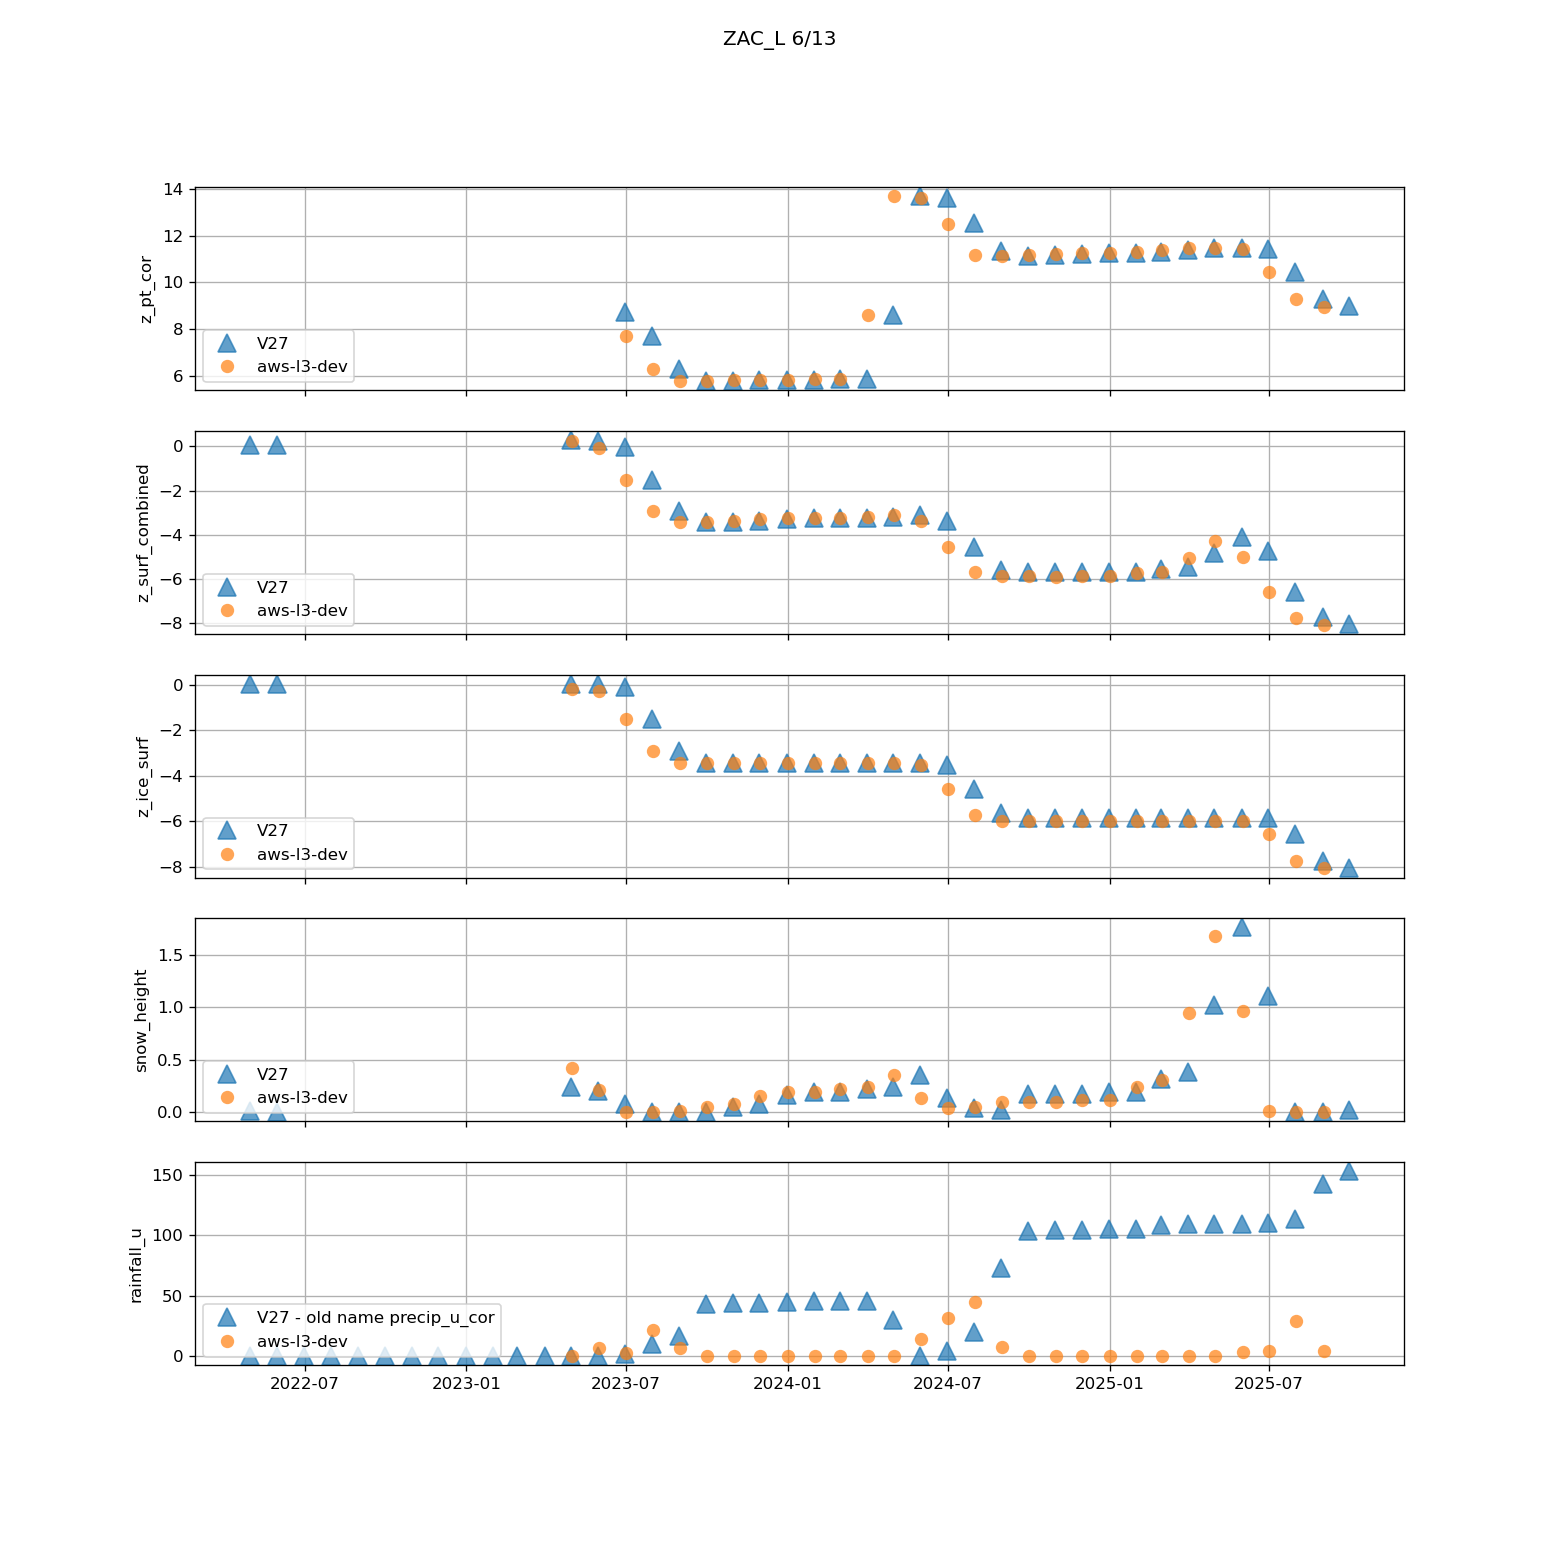 ZAC_L 6/13
14
12
10
8
6
z_pt_cor
V27
aws-l3-dev
0
−2
−4
−6
−8
z_surf_combined
V27
aws-l3-dev
0
−2
−4
−6
−8
z_ice_surf
V27
aws-l3-dev
1.5
1.0
0.5
0.0
snow_height
V27
aws-l3-dev
150
100
50
0
rainfall_u
V27 - old name precip_u_cor
aws-l3-dev
2022-07 2023-01 2023-07 2024-01 2024-07 2025-01 2025-07